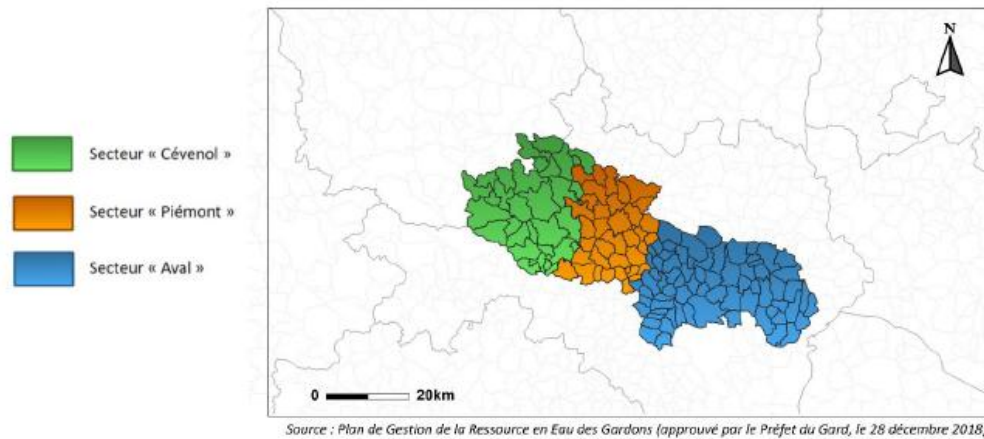 N
Secteur « Cévenol »
Secteur « Piémont »
Secteur « Aval »
0 20km
Source : Plan de Gestion de la Ressource en Eau des Gardons (approuvé par le Préfet du Gard, le 28 décembre 2018)